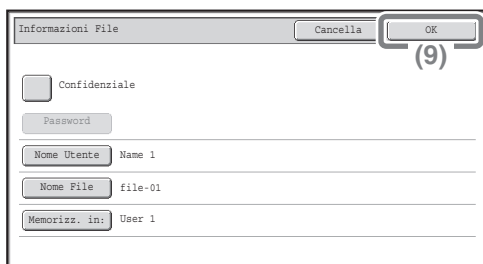 Informazioni File
Cancella
OK
(9)
Confidenziale
Password
Nome Utente Name 1
Nome File file-01
Memorizz. in: User 1